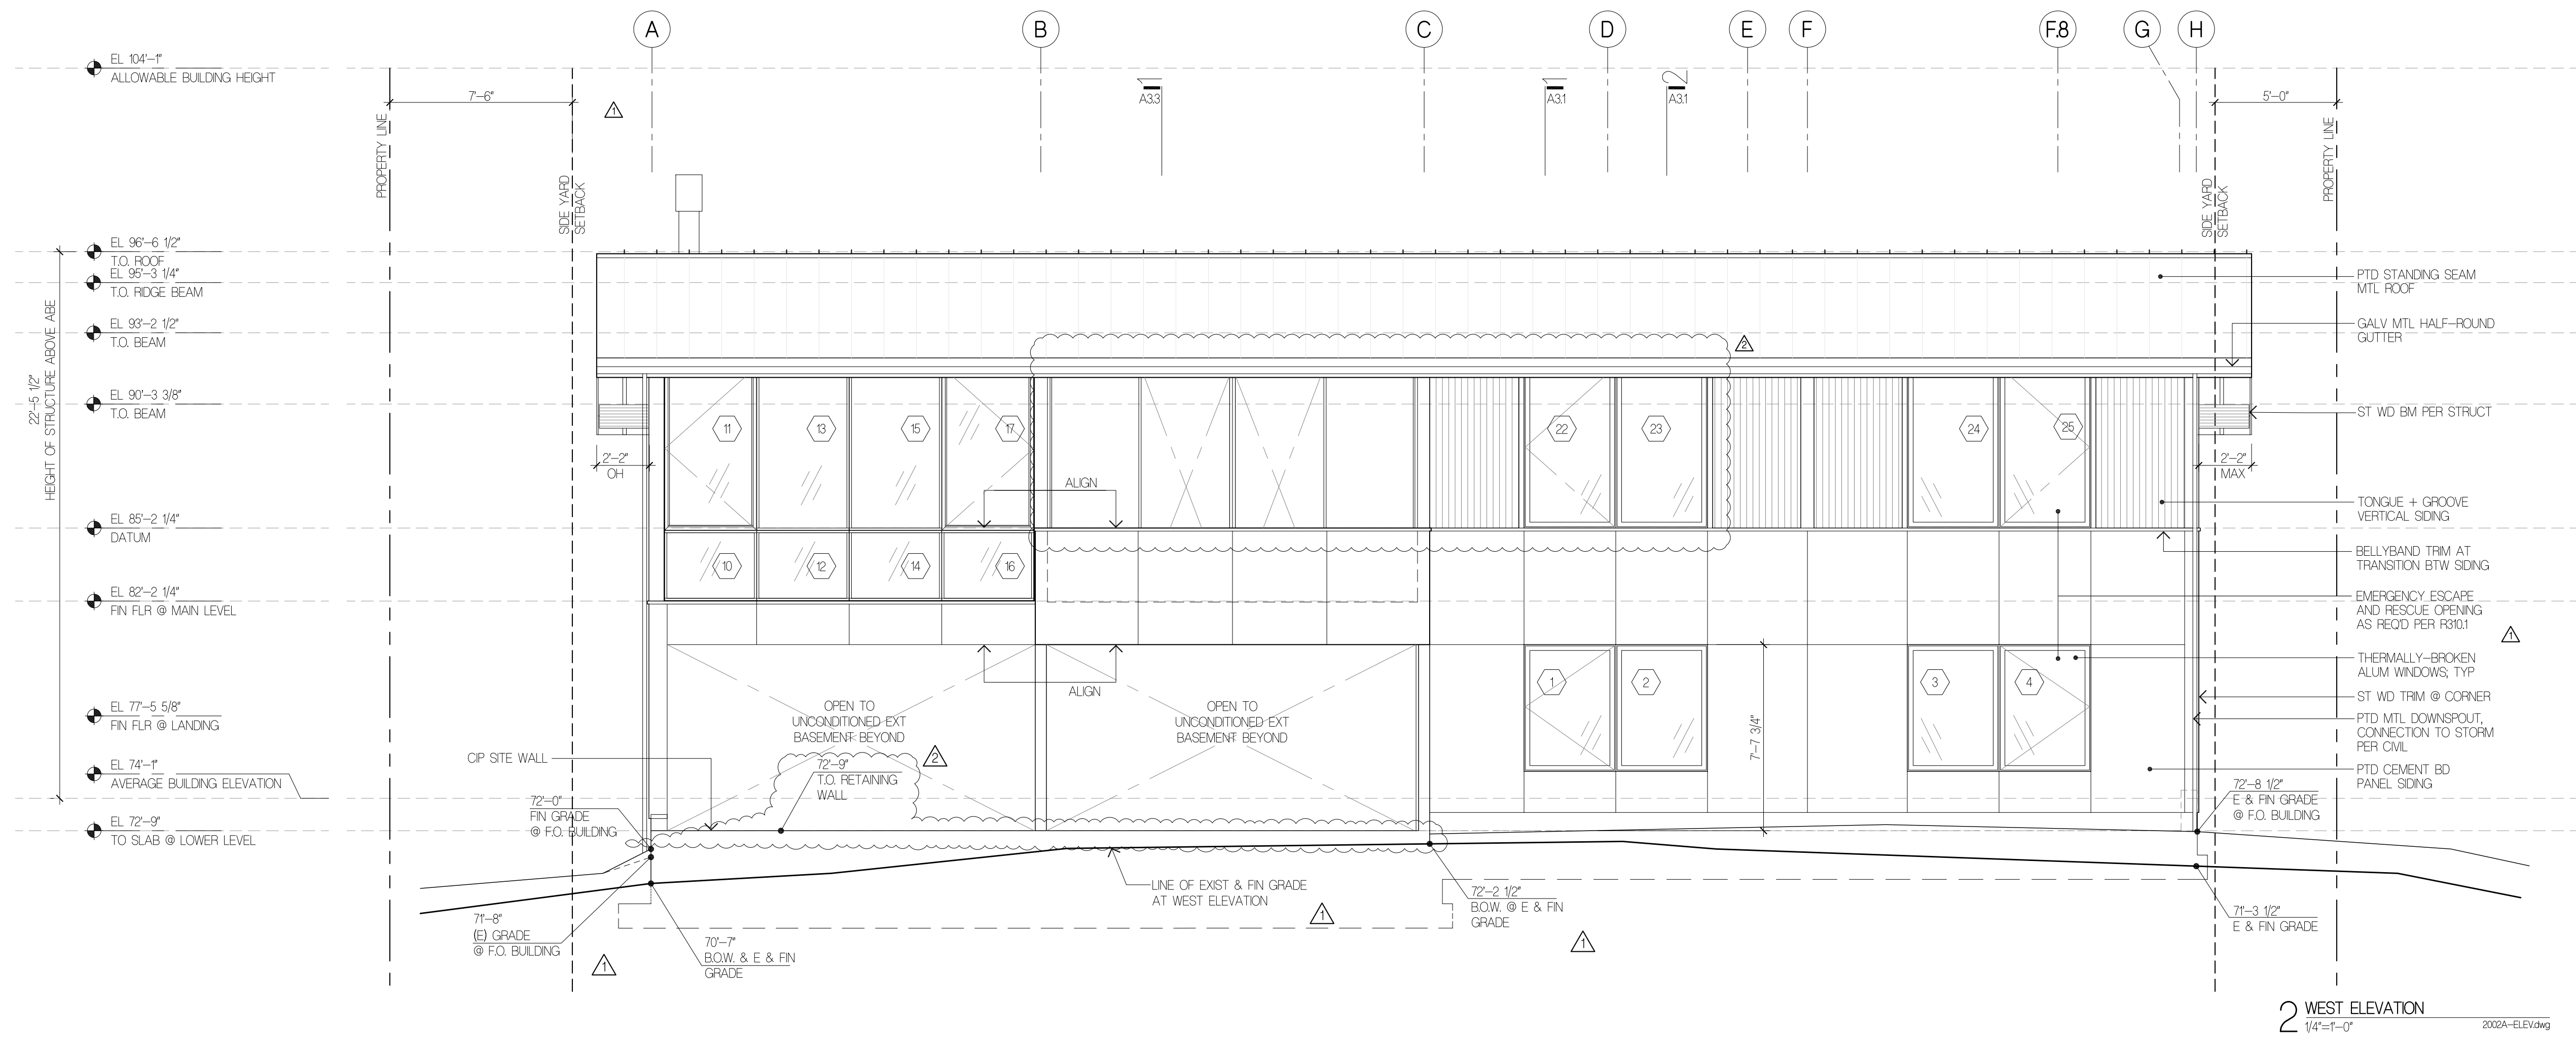 A B C D E F F.8 G H
EL 104'-1"
ALLOWABLE BUILDING HEIGHT
7'-6"
5'-0"
1
1
A3.3
1
A3.1
2
A3.1
PROPERTY LINE
SIDE YARD
SETBACK
SIDE YARD
SETBACK
PROPERTY LINE
EL 96'-6 1/2"
T.O. ROOF
EL 95'-3 1/4"
T.O. RIDGE BEAM
EL 93'-2 1/2"
T.O. BEAM
EL 90'-3 3/8"
T.O. BEAM
EL 85'-2 1/4"
DATUM
EL 82'-2 1/4"
FIN FLR @ MAIN LEVEL
EL 77'-5 5/8"
FIN FLR @ LANDING
EL 74'-1"
AVERAGE BUILDING ELEVATION
EL 72'-9"
TO SLAB @ LOWER LEVEL
22'-5 1/2"
HEIGHT OF STRUCTURE ABOVE ABE
2
11 13 15 17 22 23 24 25
2'-2"
OH
ALIGN
2'-2"
MAX
10 12 14 16
ALIGN
1 2 3 4
OPEN TO
UNCONDITIONED EXT
BASEMENT BEYOND
OPEN TO
UNCONDITIONED EXT
BASEMENT BEYOND
7'-7 3/4"
CIP SITE WALL
2
72'-9"
T.O. RETAINING
WALL
72'-0"
FIN GRADE
@ F.O. BUILDING
71'-8"
(E) GRADE
@ F.O. BUILDING
1
70'-7"
B.O.W. & E & FIN
GRADE
LINE OF EXIST & FIN GRADE
AT WEST ELEVATION
1
72'-2 1/2"
B.O.W. @ E & FIN
GRADE
1
PTD STANDING SEAM
MTL ROOF
GALV MTL HALF-ROUND
GUTTER
ST WD BM PER STRUCT
TONGUE + GROOVE
VERTICAL SIDING
BELLYBAND TRIM AT
TRANSITION BTW SIDING
EMERGENCY ESCAPE
AND RESCUE OPENING
AS REQ'D PER R310.1
1
THERMALLY-BROKEN
ALUM WINDOWS; TYP
ST WD TRIM @ CORNER
PTD MTL DOWNSPOUT,
CONNECTION TO STORM
PER CIVIL
PTD CEMENT BD
PANEL SIDING
72'-8 1/2"
E & FIN GRADE
@ F.O. BUILDING
71'-3 1/2"
E & FIN GRADE
2 WEST ELEVATION
1/4"=1'-0"
2002A-ELEV.dwg